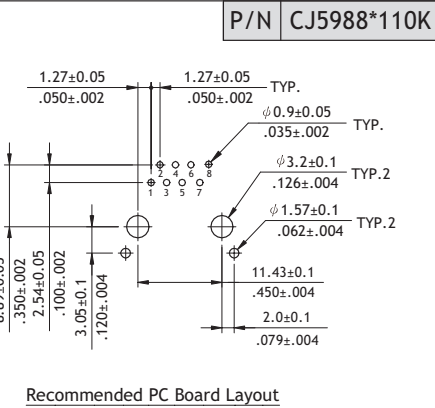 P/N CJ5988*110K
1.27±0.05
.050±.002
1.27±0.05
.050±.002
TYP.
ϕ0.9±0.05
.035±.002
TYP.
2 4 6 8
1 3 5 7
ϕ3.2±0.1
.126±.004
TYP.2
ϕ1.57±0.1
.062±.004
TYP.2
.350±.002
2.54±0.05
.100±.002
3.05±0.1
.120±.004
11.43±0.1
.450±.004
2.0±0.1
.079±.004
Recommended PC Board Layout